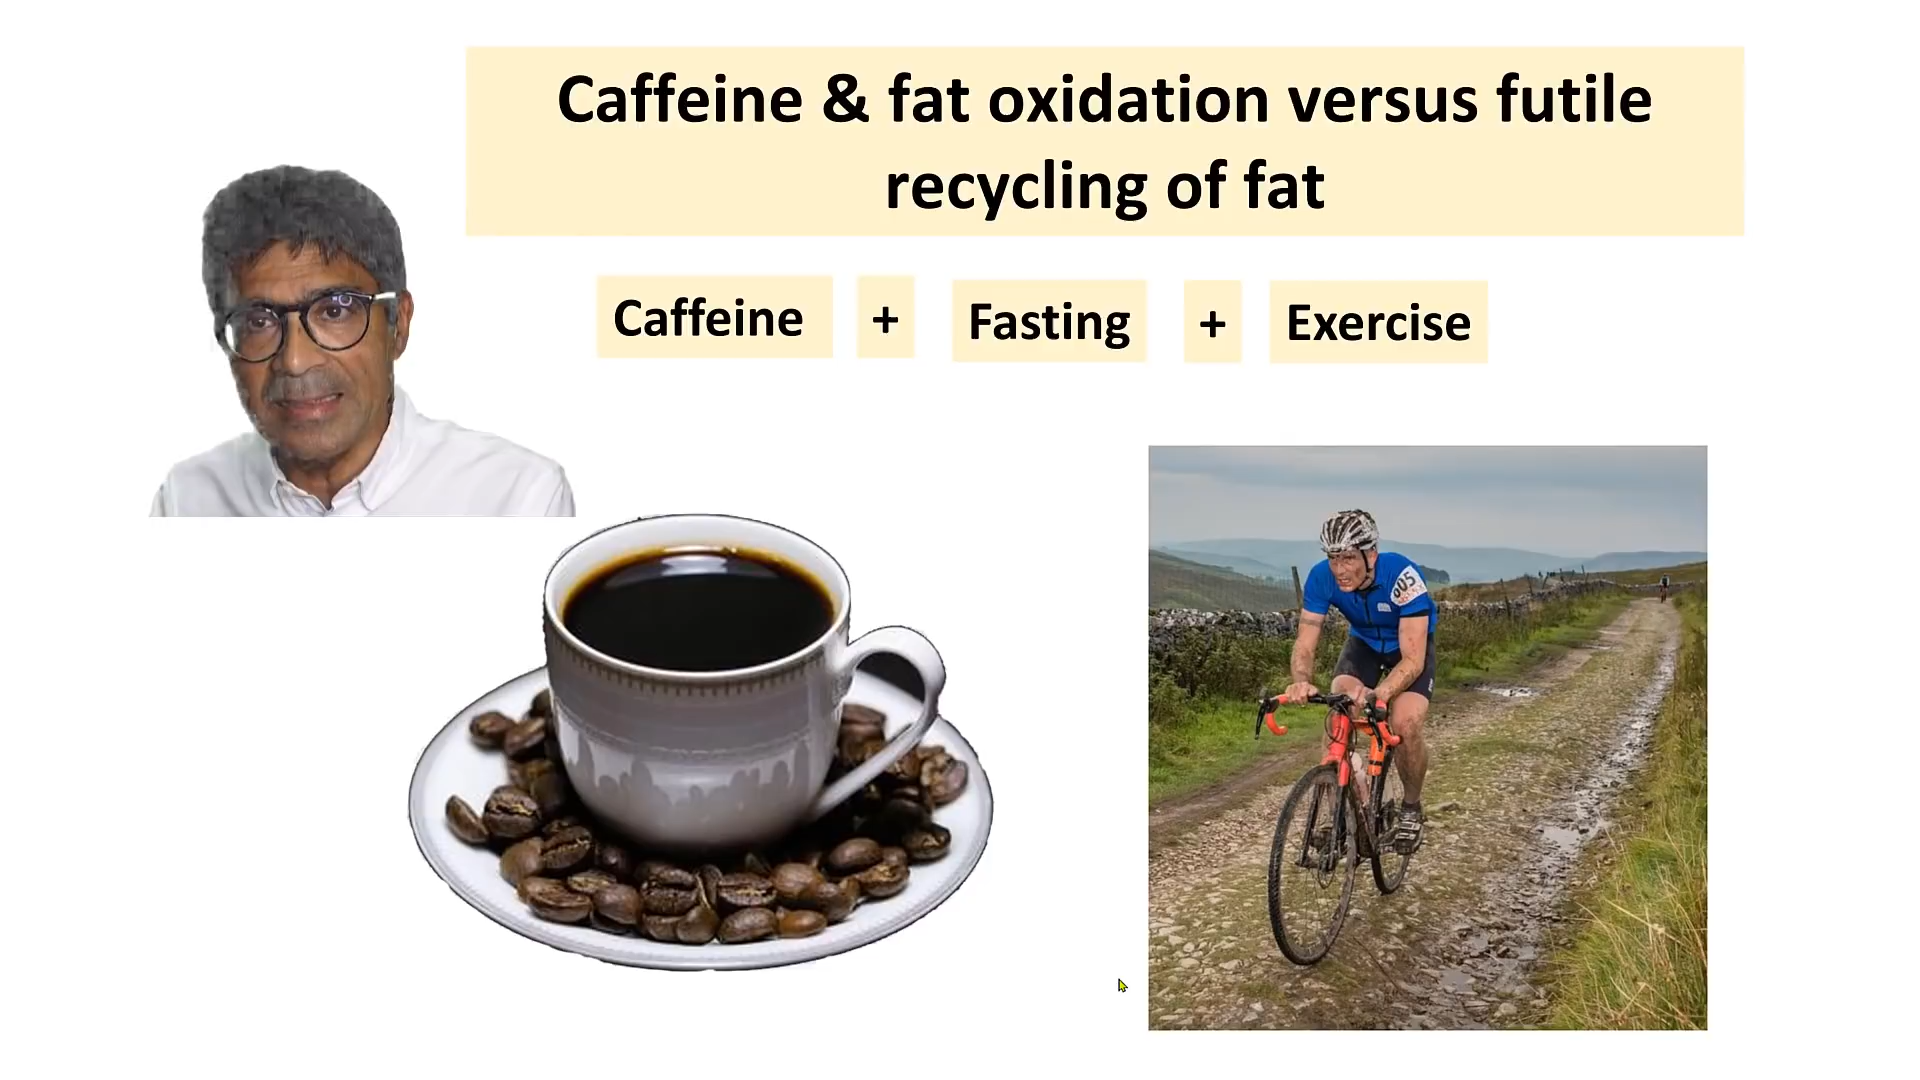 Caffeine & fat oxidation versus futile
recycling of fat
Caffeine + Fasting + Exercise
005